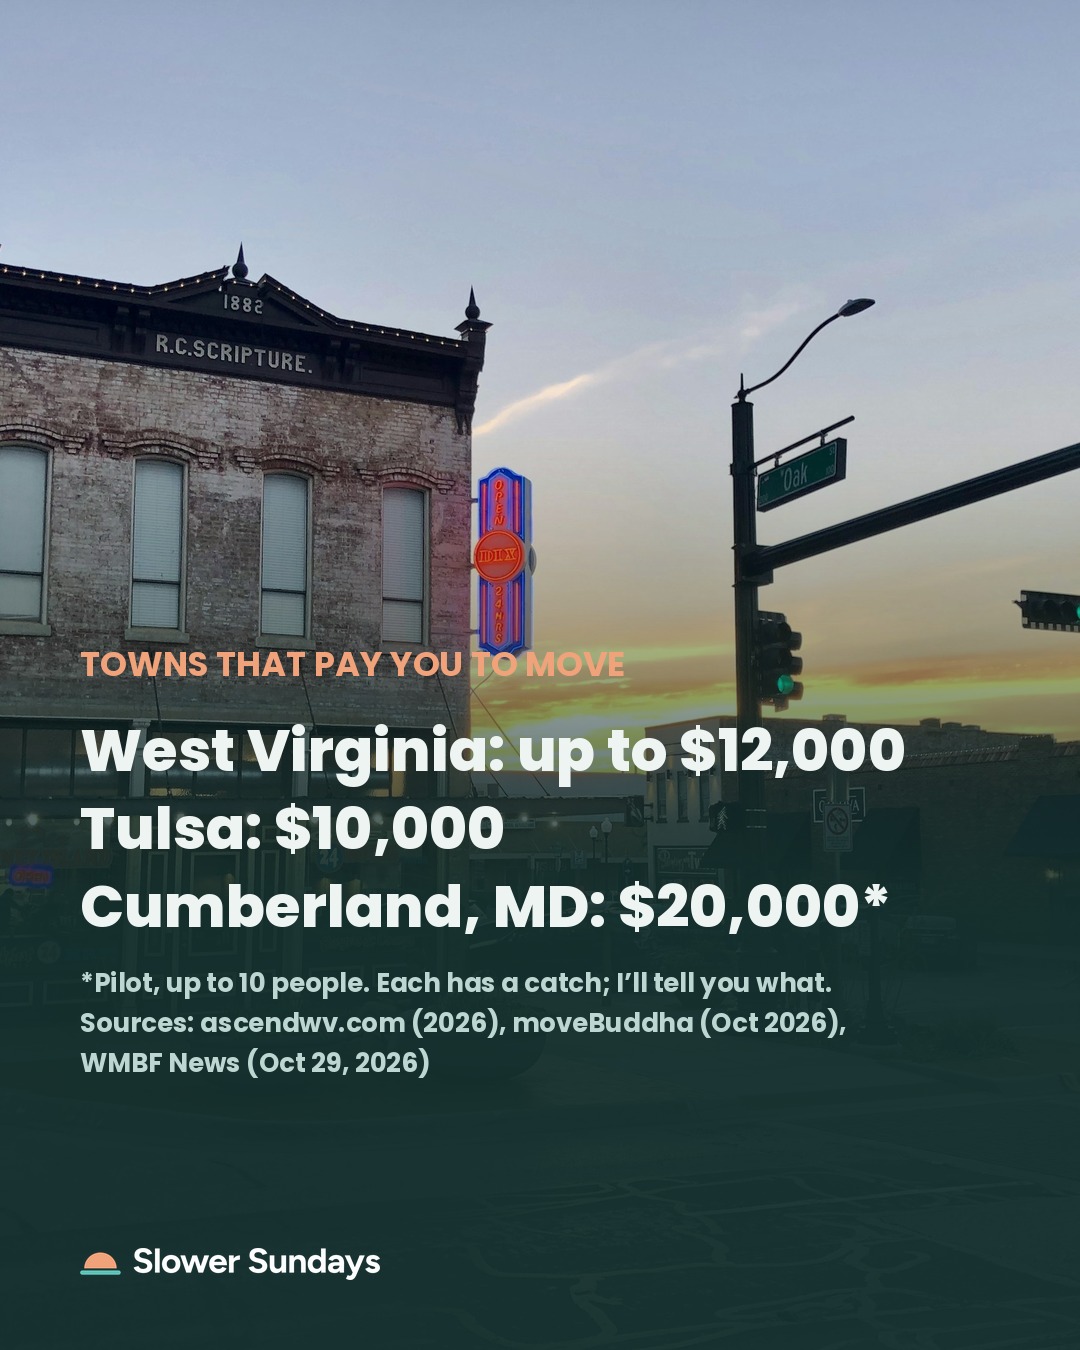 1882
R.C.SCRIPTURE.
Oak
OPEN
DIX
24HRS
TOWNS THAT PAY YOU TO MOVE
West Virginia: up to $12,000
Tulsa: $10,000
Cumberland, MD: $20,000*
OPEN
*Pilot, up to 10 people. Each has a catch; I’ll tell you what.
Sources: ascendwv.com (2026), moveBuddha (Oct 2026),
WMBF News (Oct 29, 2026)
Slower Sundays